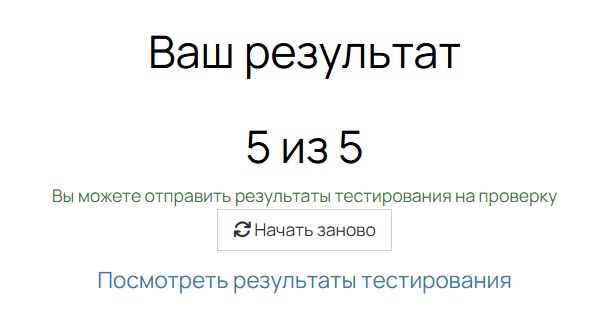 Ваш результат
5 из 5
Вы можете отправить результаты тестирования на проверку
Начать заново
Посмотреть результаты тестирования